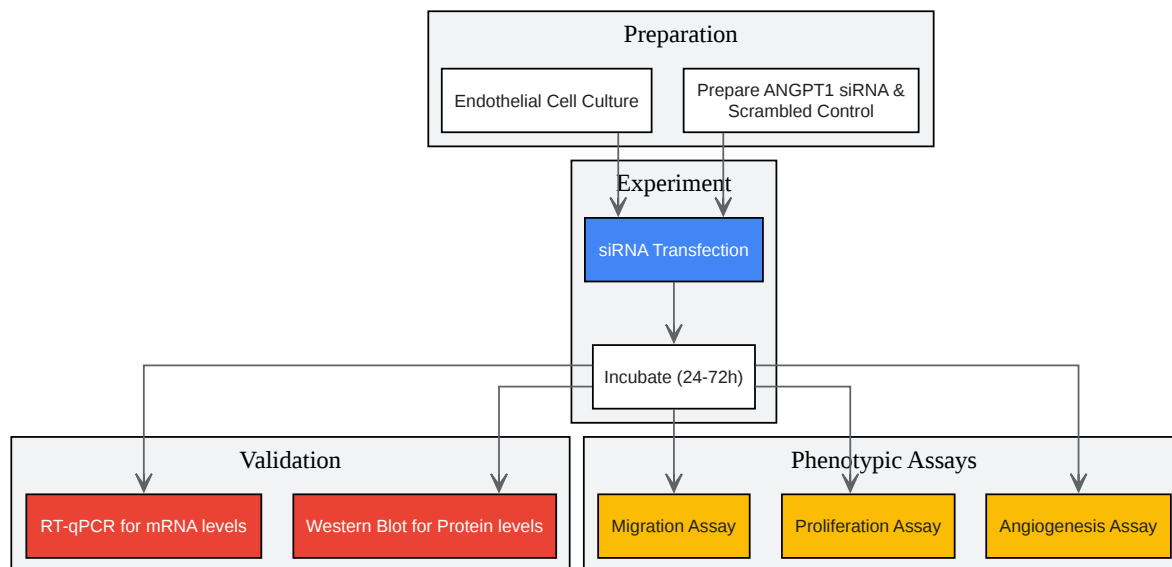 Preparation
Endothelial Cell Culture
Prepare ANGPT1 siRNA &
Scrambled Control
Experiment
siRNA Transfection
Incubate (24-72h)
Validation
RT-qPCR for mRNA levels
Western Blot for Protein levels
Phenotypic Assays
Migration Assay
Proliferation Assay
Angiogenesis Assay